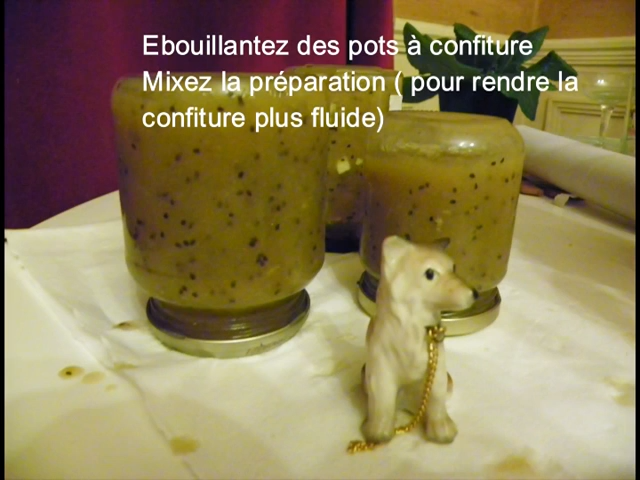 Ebouillantez des pots à confiture
Mixez la préparation ( pour rendre la
confiture plus fluide)